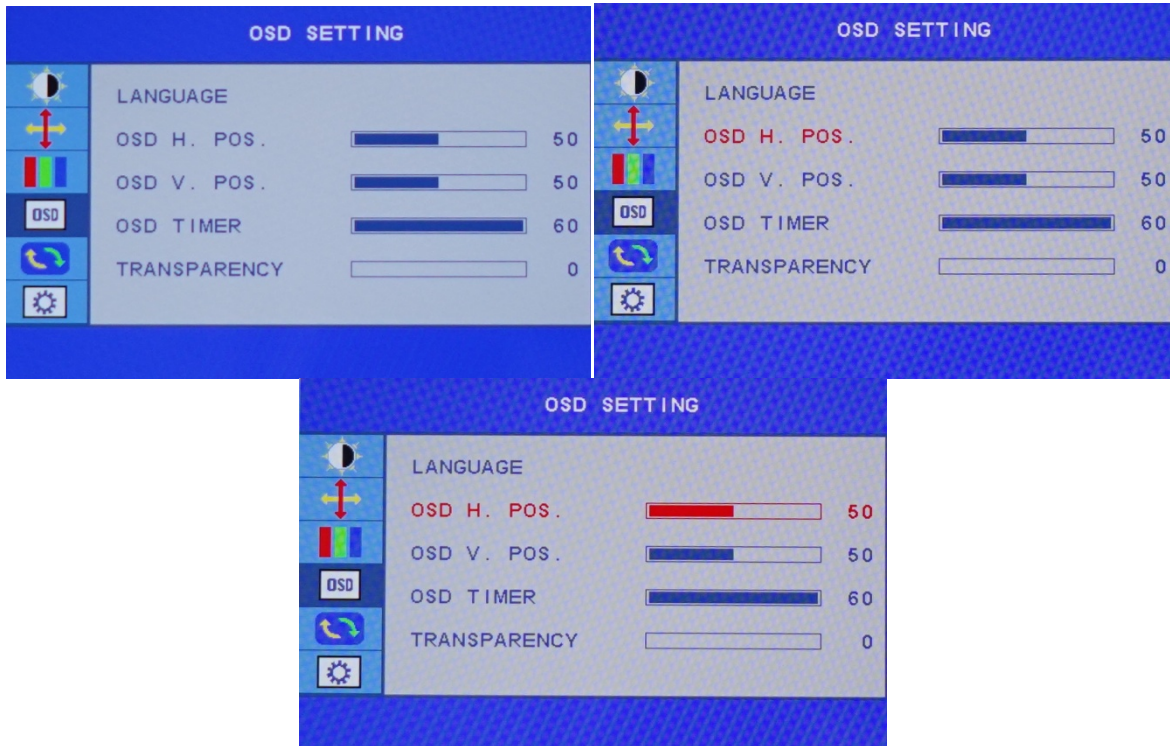 OSD SETTING
LANGUAGE
OSD H. POS. 50
OSD V. POS. 50
OSD
OSD TIMER 60
TRANSPARENCY 0
OSD SETTING
LANGUAGE
OSD H. POS. 50
OSD V. POS. 50
OSD
OSD TIMER 60
TRANSPARENCY 0
OSD SETTING
LANGUAGE
OSD H. POS. 50
OSD V. POS. 50
OSD
OSD TIMER 60
TRANSPARENCY 0